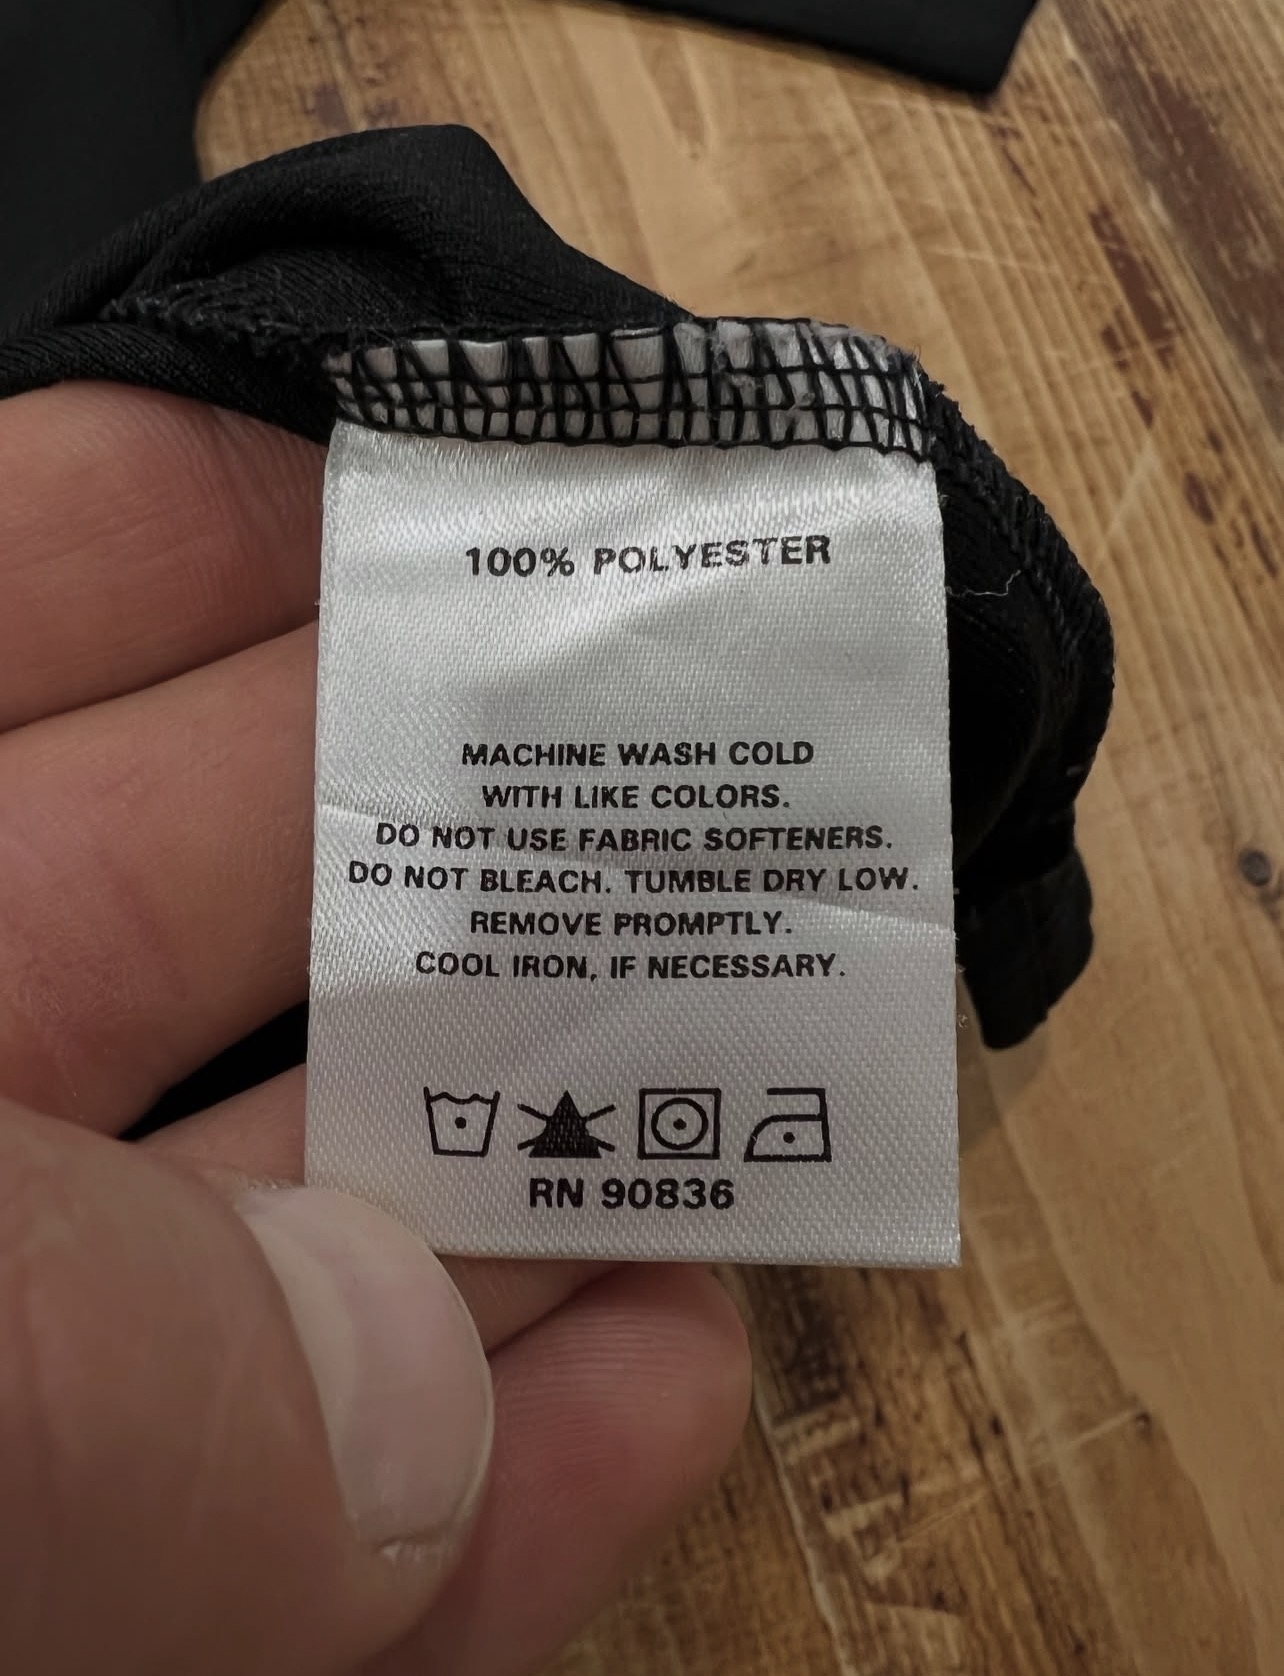 100% POLYESTER
MACHINE WASH COLD
WITH LIKE COLORS.
DO NOT USE FABRIC SOFTENERS.
DO NOT BLEACH. TUMBLE DRY LOW.
REMOVE PROMPTLY.
COOL IRON, IF NECESSARY.
RN 90836